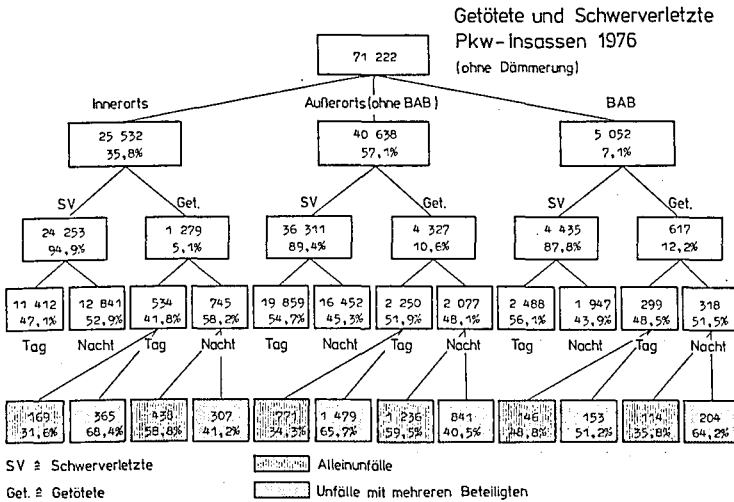 Getötete und Schwerverletzte
Pkw-Insassen 1976
(ohne Dämmerung)
71 222
Innerorts Außerorts (ohne BAB) BAB
25 532 40 638 5 052
35,8% 57,1% 7,1%
SV Get. SV Get. SV Get.
24 253 1 279 36 311 4 327 4 435 617
94,9% 5,1% 89,4% 10,6% 87,8% 12,2%
11 412 12 841 534 745 19 859 16 452 2 250 2 077 2 488 1 947 299 318
47,1% 52,9% 41,8% 58,2% 54,7% 45,3% 51,9% 48,1% 56,1% 43,9% 48,5% 51,5%
Tag Nacht Tag Nacht Tag Nacht Tag Nacht Tag Nacht Tag Nacht
169 365 438 307 771 1 479 1 236 841 146 153 114 204
31,6% 68,4% 58,8% 41,2% 34,3% 65,7% 59,5% 40,5% 48,8% 51,2% 35,8% 64,2%
SV ≙ Schwerverletzte Alleinunfälle
Get. ≙ Getötete Unfälle mit mehreren Beteiligten